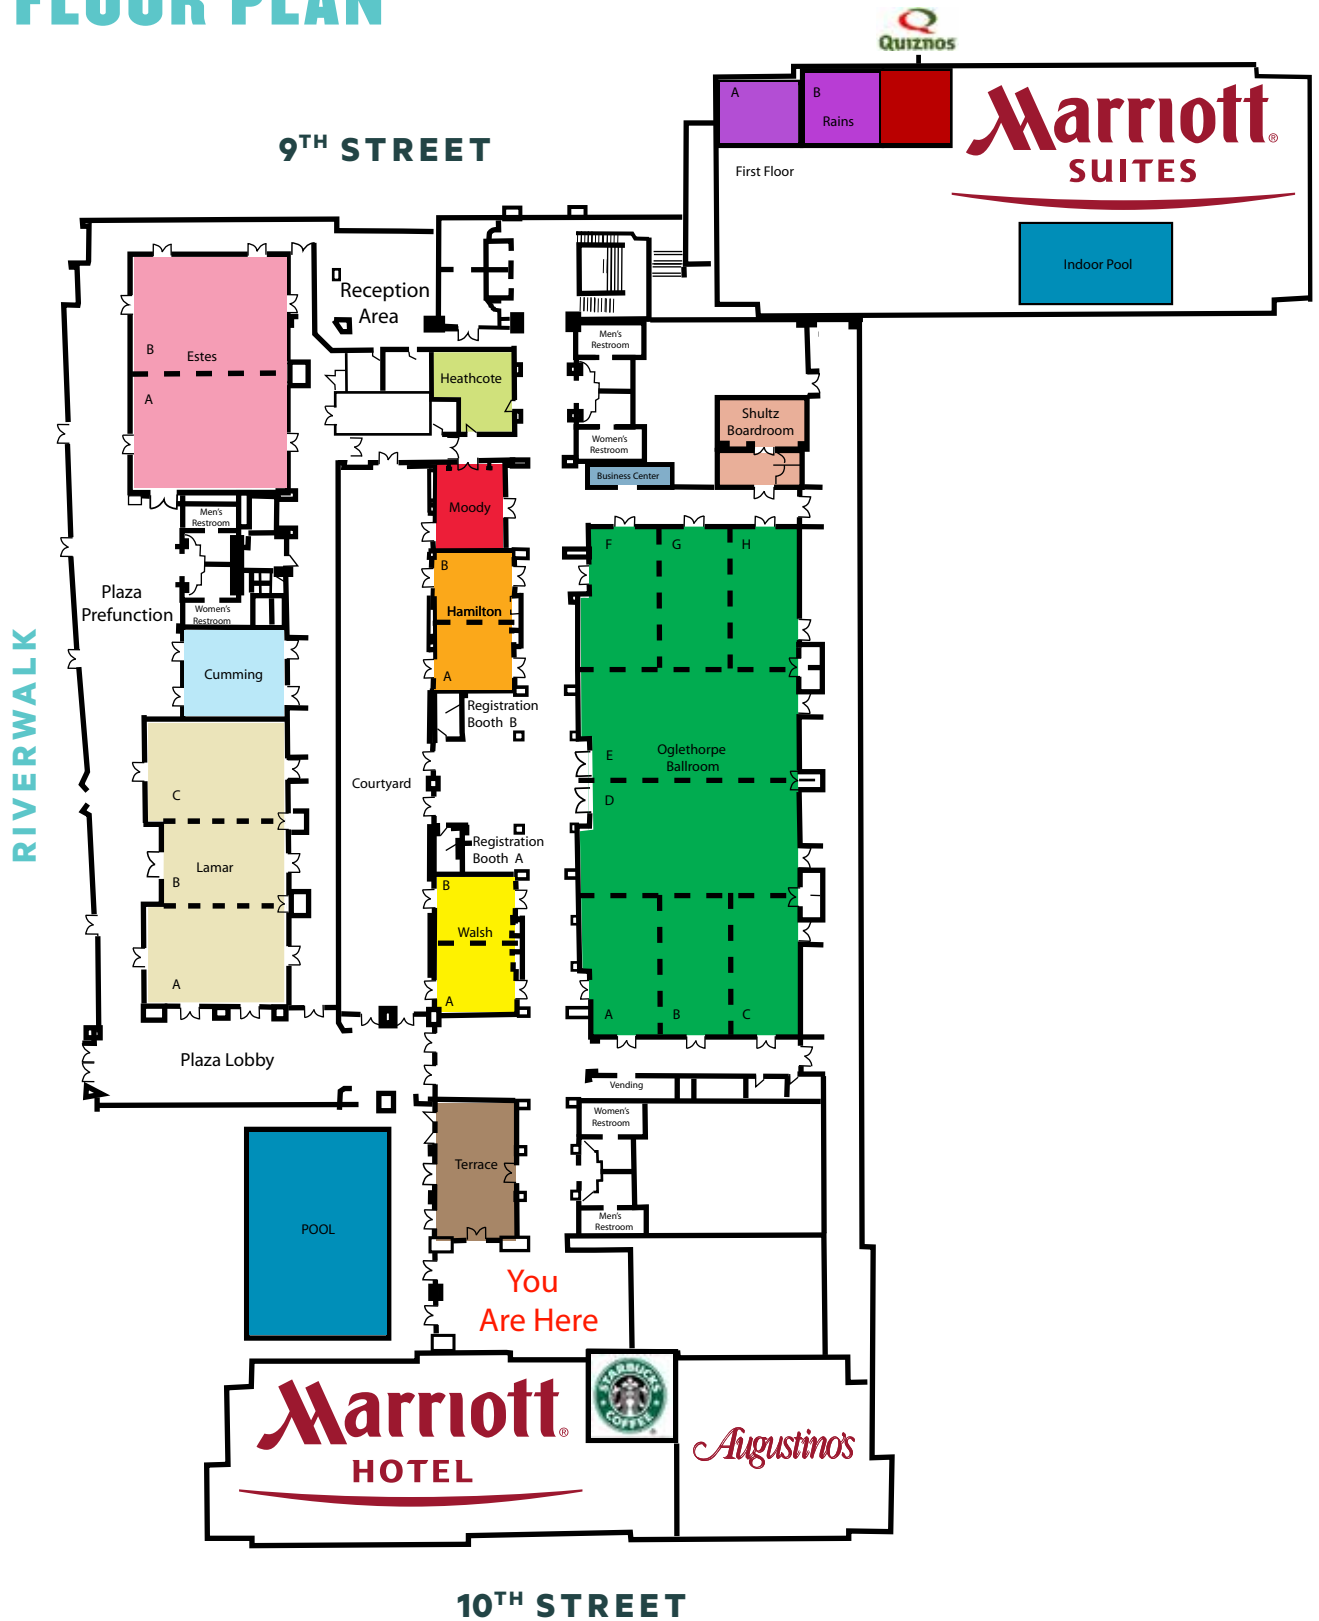 FLOOR PLAN
Quiznos
9TH STREET
A
B
Rains
First Floor
Marriott®
SUITES
Indoor Pool
Reception
Area
B
Estes
A
Heathcote
Men's
Restroom
Women's
Restroom
Business Center
Shultz
Boardroom
Moody
Men's
Restroom
Women's
Restroom
Plaza
Prefunction
RIVERWALK
Cumming
B
Hamilton
A
Registration
Booth B
Courtyard
F
G
H
E
Oglethorpe
Ballroom
D
A
B
C
C
Lamar
B
A
Registration
Booth A
B
Walsh
A
Plaza Lobby
Vending
Women's
Restroom
Men's
Restroom
Terrace
POOL
You
Are Here
Marriott®
HOTEL
STARBUCKS
COFFEE
®
Augustino's
10TH STREET